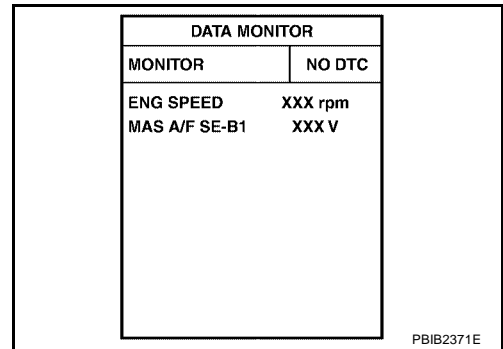 DATA MONITOR
MONITOR NO DTC
ENG SPEED XXX rpm
MAS A/F SE-B1 XXX V
PBIB2371E